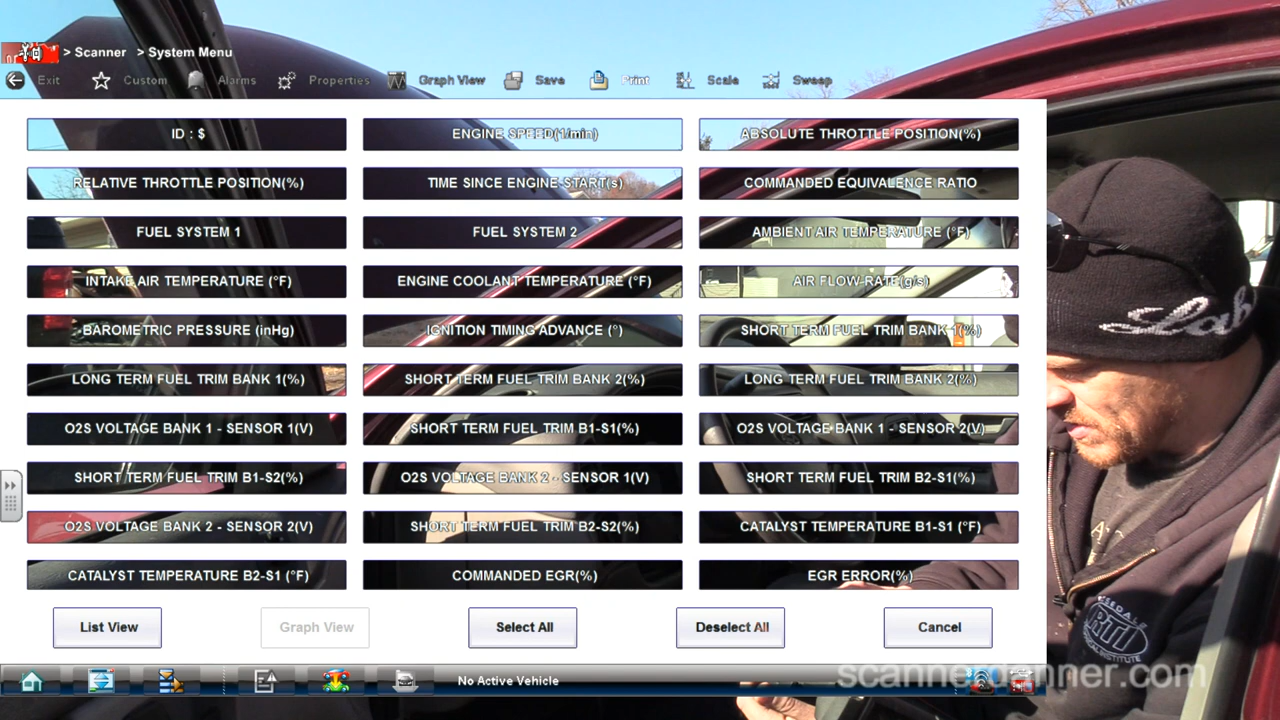 > Scanner > System Menu
Exit Custom Alarms Properties Graph View Save Print Scale Sweep
ID : $ ENGINE SPEED(1/min) ABSOLUTE THROTTLE POSITION(%)
RELATIVE THROTTLE POSITION(%) TIME SINCE ENGINE START(s) COMMANDED EQUIVALENCE RATIO
FUEL SYSTEM 1 FUEL SYSTEM 2 AMBIENT AIR TEMPERATURE (°F)
INTAKE AIR TEMPERATURE (°F) ENGINE COOLANT TEMPERATURE (°F) AIR FLOW RATE(g/s)
BAROMETRIC PRESSURE (inHg) IGNITION TIMING ADVANCE (°) SHORT TERM FUEL TRIM BANK 1(%)
LONG TERM FUEL TRIM BANK 1(%) SHORT TERM FUEL TRIM BANK 2(%) LONG TERM FUEL TRIM BANK 2(%)
O2S VOLTAGE BANK 1 - SENSOR 1(V) SHORT TERM FUEL TRIM B1-S1(%) O2S VOLTAGE BANK 1 - SENSOR 2(V)
SHORT TERM FUEL TRIM B1-S2(%) O2S VOLTAGE BANK 2 - SENSOR 1(V) SHORT TERM FUEL TRIM B2-S1(%)
O2S VOLTAGE BANK 2 - SENSOR 2(V) SHORT TERM FUEL TRIM B2-S2(%) CATALYST TEMPERATURE B1-S1 (°F)
CATALYST TEMPERATURE B2-S1 (°F) COMMANDED EGR(%) EGR ERROR(%)
List View Graph View Select All Deselect All Cancel
No Active Vehicle
RTI
scannerdanner.com